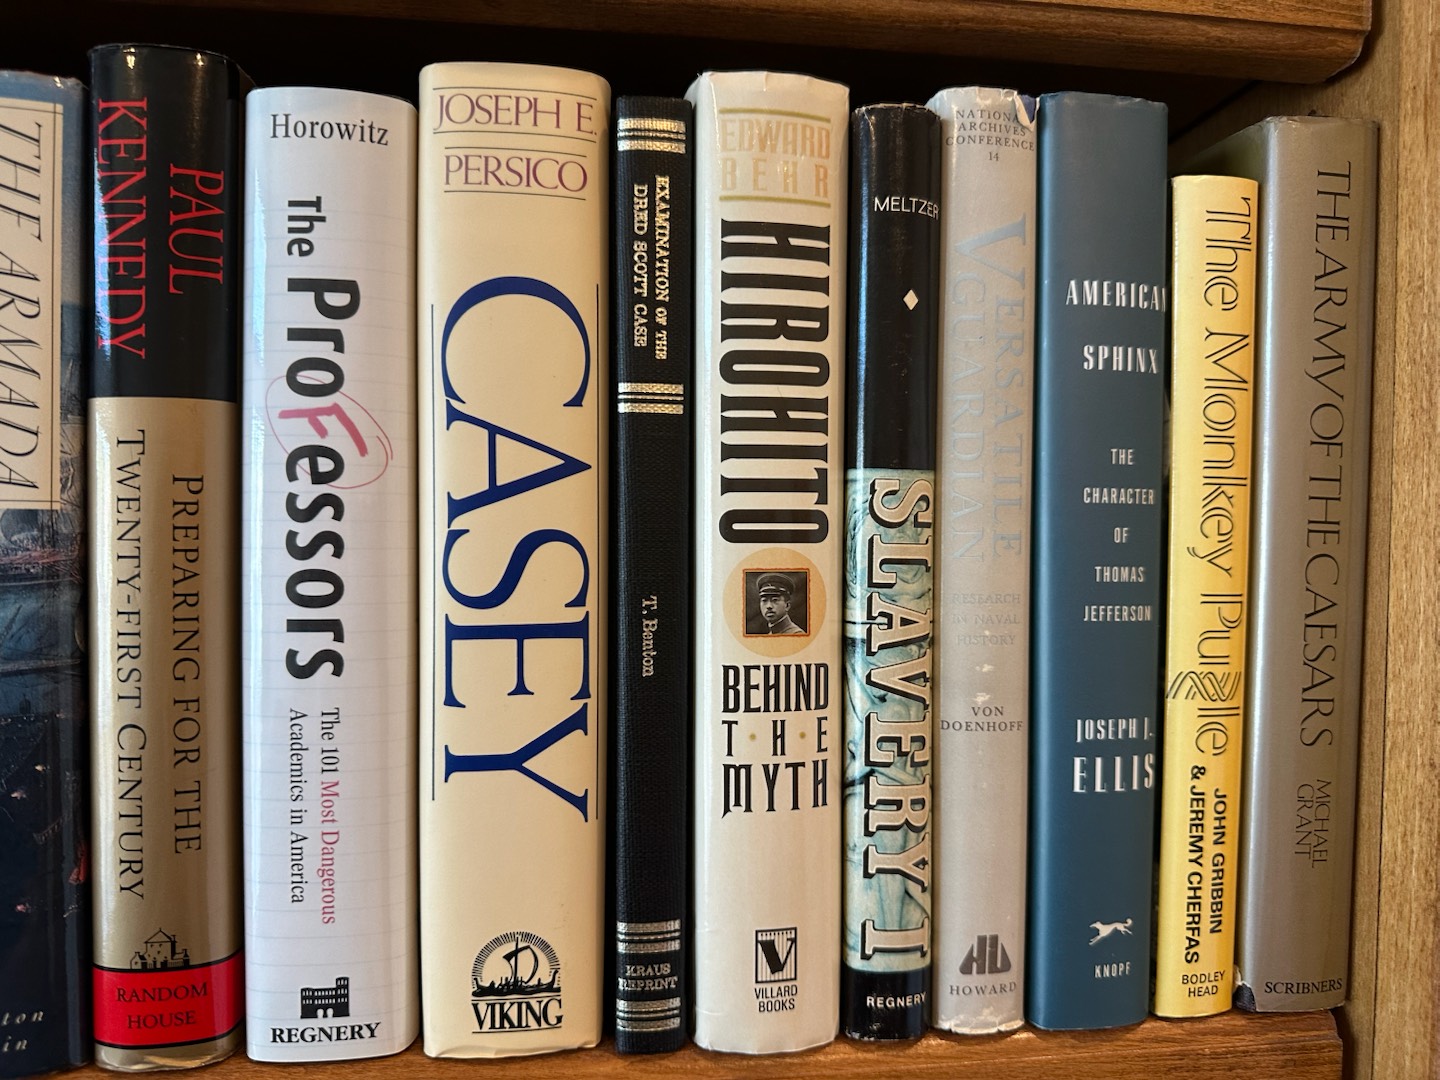 THE ARMADA
ton
in
PAUL
KENNEDY
PREPARING FOR THE
TWENTY-FIRST CENTURY
RANDOM
HOUSE
Horowitz
The ProFessors
The 101 Most Dangerous
Academics in America
REGNERY
JOSEPH E.
PERSICO
CASEY
VIKING
EXAMINATION OF THE
DRED SCOTT CASE
T. Benton
KRAUS
REPRINT
EDWARD
BEHR
HIROHITO
BEHIND
T·H·E
MYTH
V
VILLARD
BOOKS
MELTZER
SLAVERY I
REGNERY
NATIONAL
ARCHIVES
CONFERENCE
14
VERSATILE
GUARDIAN
RESEARCH
IN NAVAL
HISTORY
VON
DOENHOFF
HU
HOWARD
AMERICAN
SPHINX
THE
CHARACTER
OF
THOMAS
JEFFERSON
JOSEPH J.
ELLIS
KNOPF
The Monkey Puzzle
JOHN GRIBBIN
& JEREMY CHERFAS
BODLEY
HEAD
THE ARMY OF THE CAESARS
MICHAEL
GRANT
SCRIBNERS